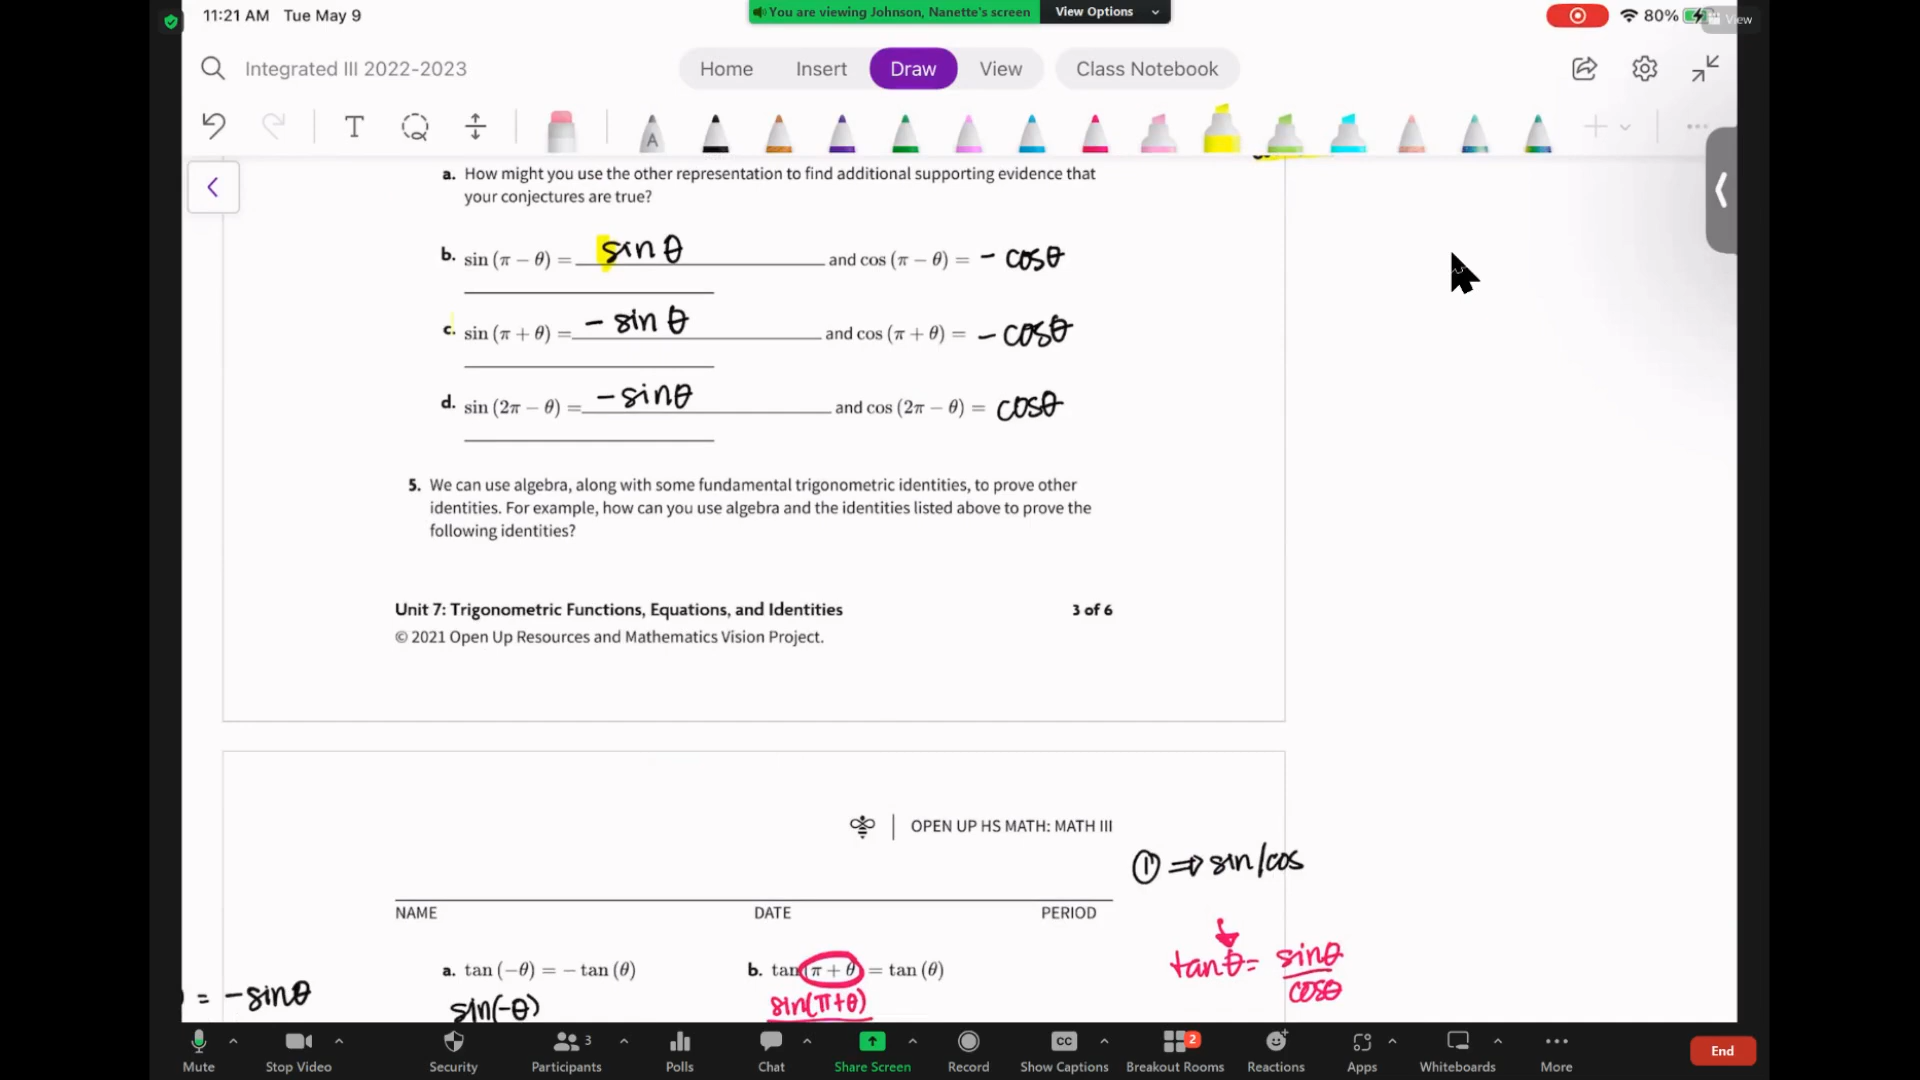 11:21 AM Tue May 9
You are viewing Johnson, Nanette's screen
View Options
80%
View
Integrated III 2022-2023
Home
Insert
Draw
View
Class Notebook
T
A
a. How might you use the other representation to find additional supporting evidence that
your conjectures are true?
b. sin (π − θ) = sin θ and cos (π − θ) = - cosθ
c. sin (π + θ) = - sin θ and cos (π + θ) = - cosθ
d. sin (2π − θ) = - sinθ and cos (2π − θ) = cosθ
5. We can use algebra, along with some fundamental trigonometric identities, to prove other
identities. For example, how can you use algebra and the identities listed above to prove the
following identities?
Unit 7: Trigonometric Functions, Equations, and Identities
3 of 6
© 2021 Open Up Resources and Mathematics Vision Project.
OPEN UP HS MATH: MATH III
① ⇒ sin/cos
NAME
DATE
PERIOD
tanθ = sinθ
cosθ
a. tan (−θ) = − tan (θ)
b. tan (π + θ) = tan (θ)
= -sinθ
sin(-θ)
sin(π+θ)
Mute
Stop Video
Security
3
Participants
Polls
Chat
Share Screen
Record
CC
Show Captions
2
Breakout Rooms
Reactions
Apps
Whiteboards
More
End